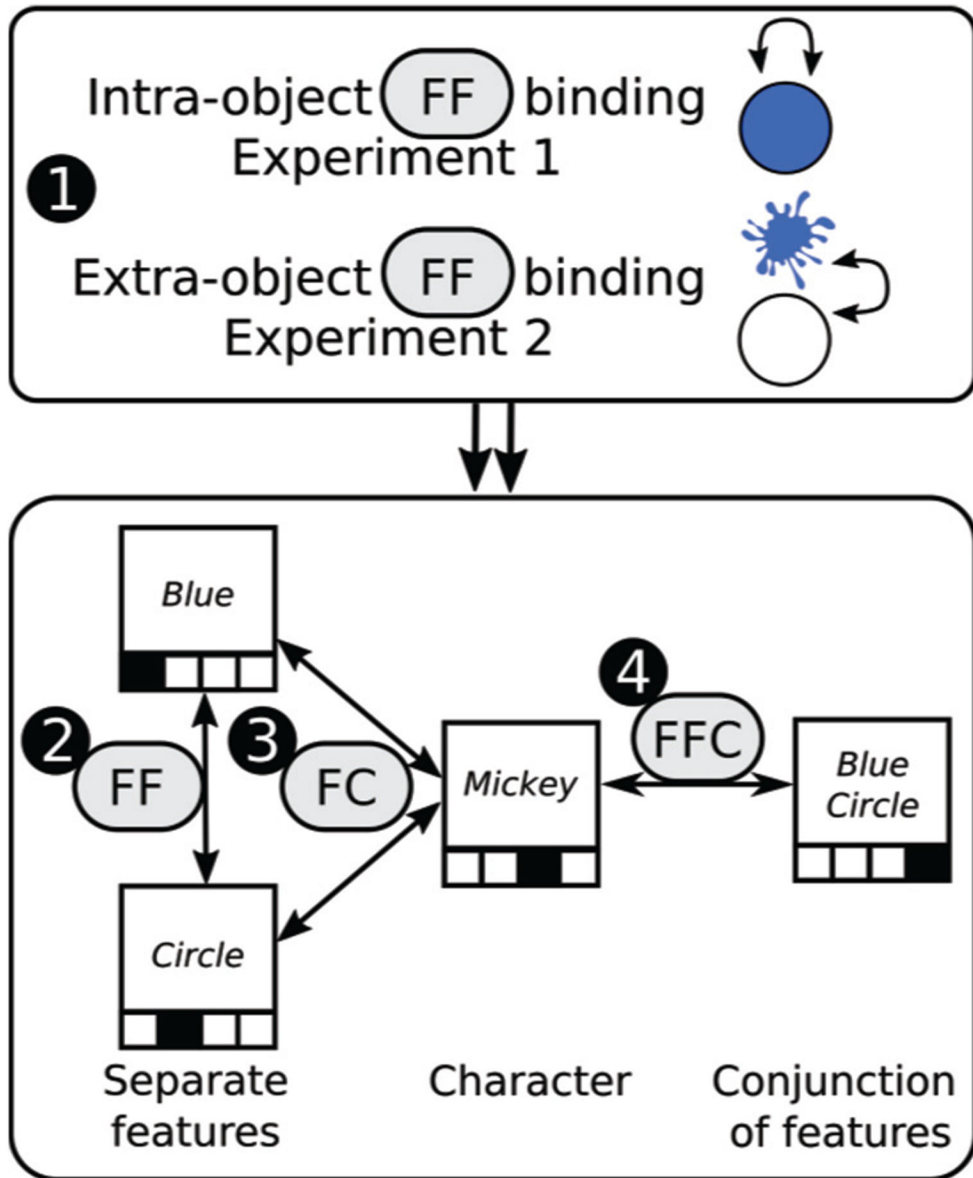 Intra-object FF binding
Experiment 1
1
Extra-object FF binding
Experiment 2
Blue
2
FF
3
FC
4
FFC
Mickey
Blue
Circle
Circle
Separate
features
Character
Conjunction
of features